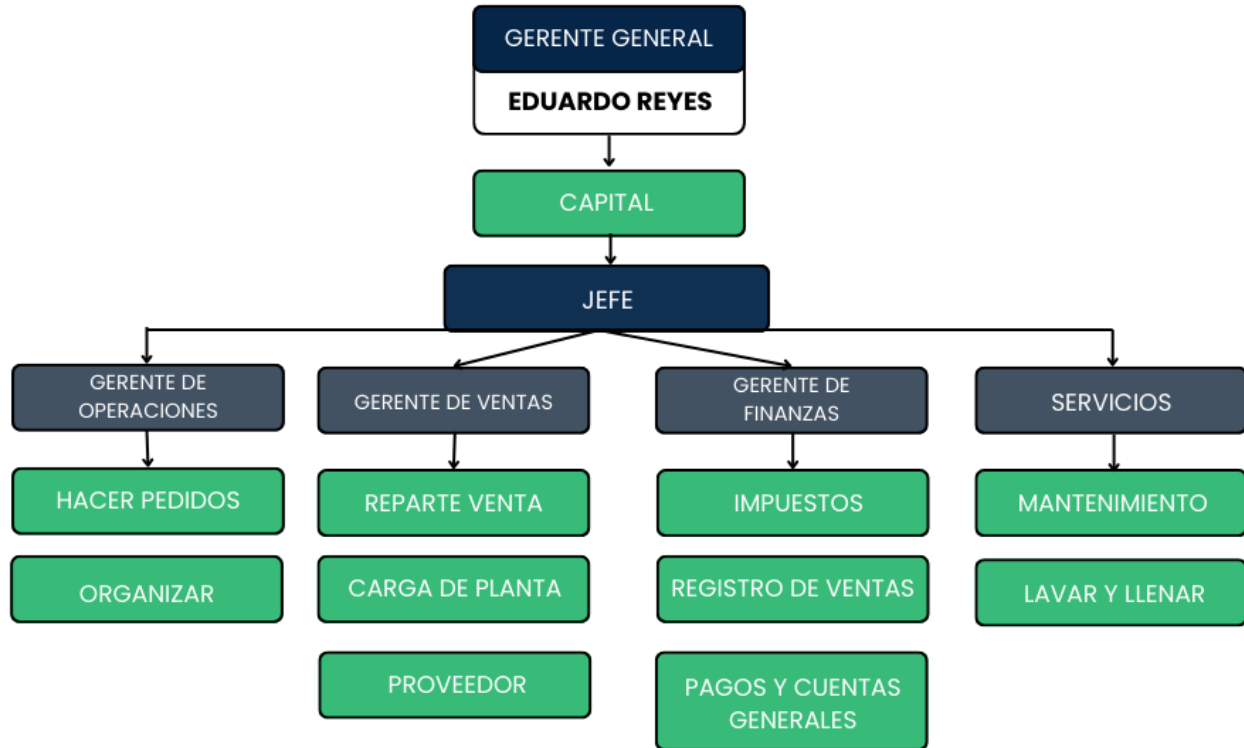 GERENTE GENERAL
EDUARDO REYES
CAPITAL
JEFE
GERENTE DE
OPERACIONES
GERENTE DE VENTAS
GERENTE DE
FINANZAS
SERVICIOS
HACER PEDIDOS
REPARTE VENTA
IMPUESTOS
MANTENIMIENTO
ORGANIZAR
CARGA DE PLANTA
REGISTRO DE VENTAS
LAVAR Y LLENAR
PROVEEDOR
PAGOS Y CUENTAS
GENERALES